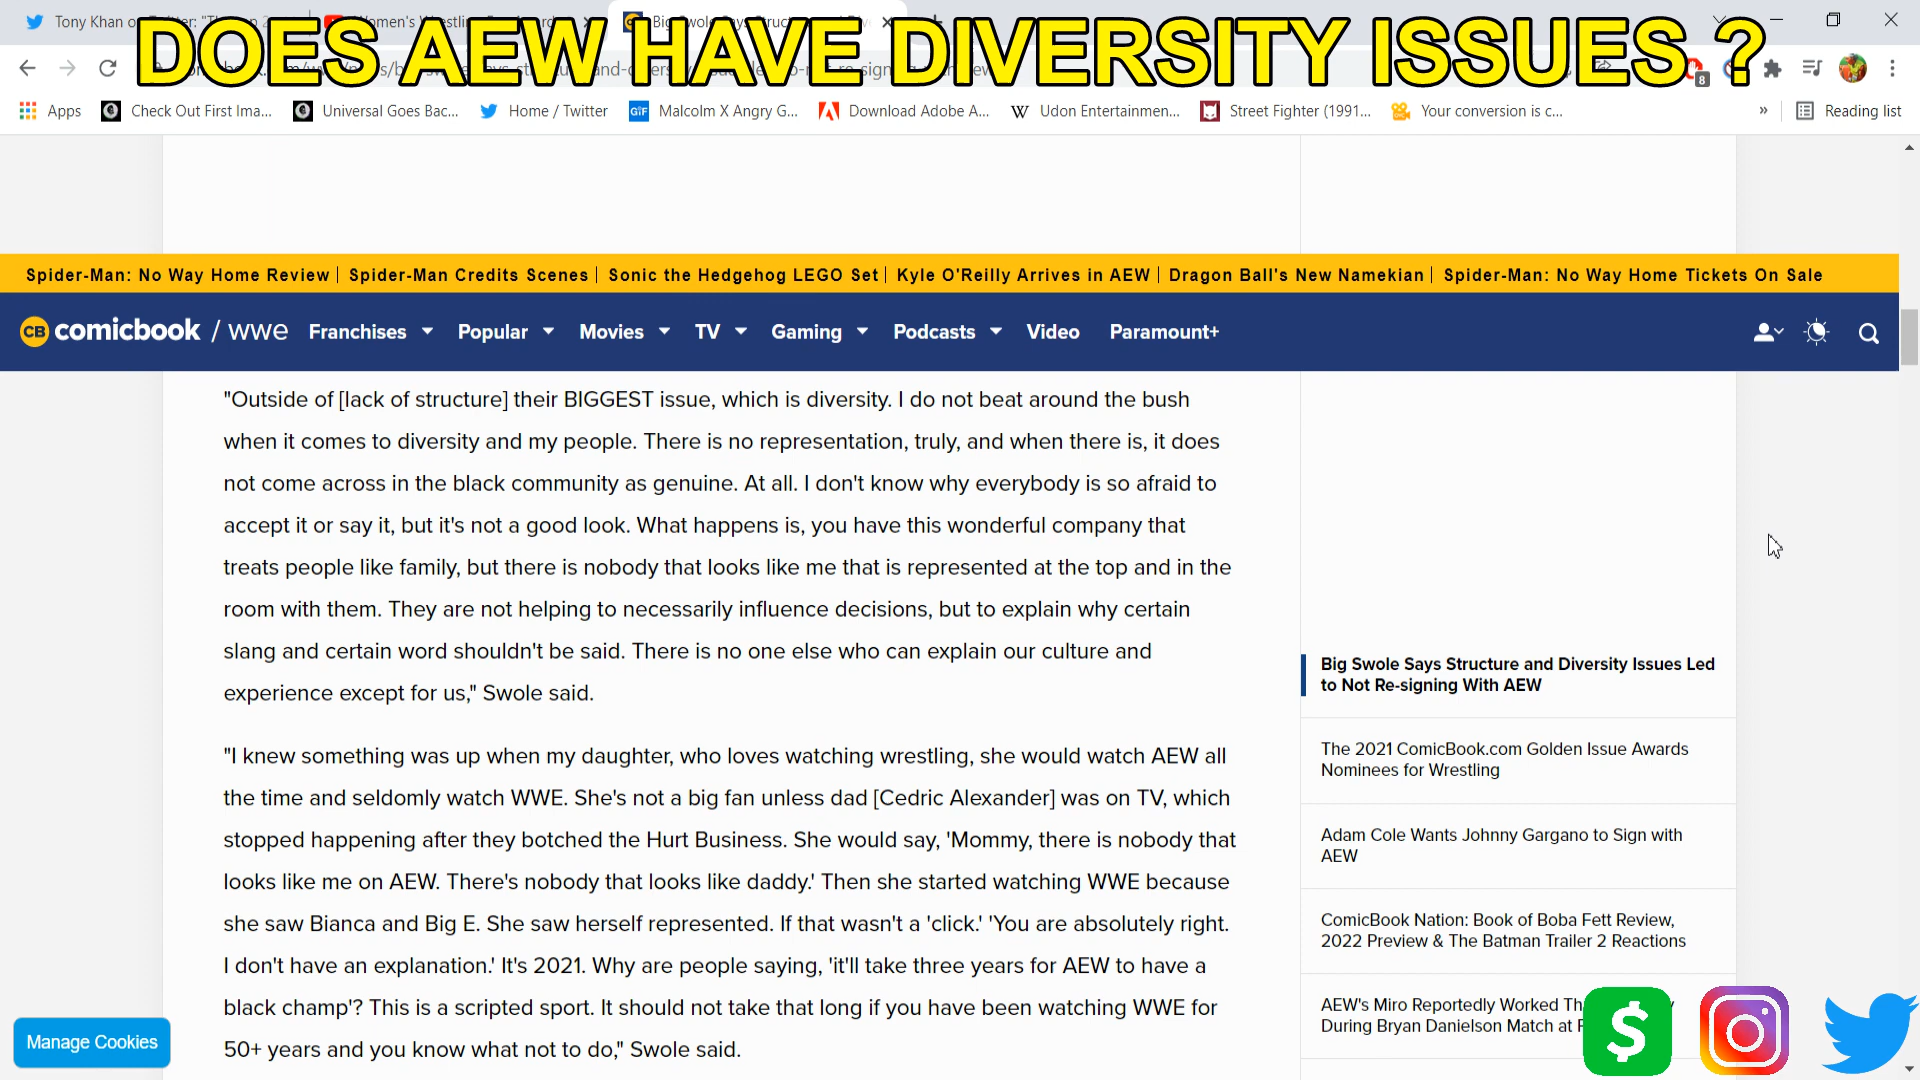 DOES AEW HAVE DIVERSITY ISSUES ?
Tony Khan on Twitter: "The top 2
Apps
Check Out First Ima...
Universal Goes Bac...
Home / Twitter
Malcolm X Angry G...
Download Adobe A...
Udon Entertainmen...
Street Fighter (1991...
Your conversion is c...
»
Reading list
8
Spider-Man: No Way Home Review | Spider-Man Credits Scenes | Sonic the Hedgehog LEGO Set | Kyle O'Reilly Arrives in AEW | Dragon Ball's New Namekian | Spider-Man: No Way Home Tickets On Sale
CB comicbook / wwe Franchises Popular Movies TV Gaming Podcasts Video Paramount+
"Outside of [lack of structure] their BIGGEST issue, which is diversity. I do not beat around the bush
when it comes to diversity and my people. There is no representation, truly, and when there is, it does
not come across in the black community as genuine. At all. I don't know why everybody is so afraid to
accept it or say it, but it's not a good look. What happens is, you have this wonderful company that
treats people like family, but there is nobody that looks like me that is represented at the top and in the
room with them. They are not helping to necessarily influence decisions, but to explain why certain
slang and certain word shouldn't be said. There is no one else who can explain our culture and
experience except for us," Swole said.
"I knew something was up when my daughter, who loves watching wrestling, she would watch AEW all
the time and seldomly watch WWE. She's not a big fan unless dad [Cedric Alexander] was on TV, which
stopped happening after they botched the Hurt Business. She would say, 'Mommy, there is nobody that
looks like me on AEW. There's nobody that looks like daddy.' Then she started watching WWE because
she saw Bianca and Big E. She saw herself represented. If that wasn't a 'click.' 'You are absolutely right.
I don't have an explanation.' It's 2021. Why are people saying, 'it'll take three years for AEW to have a
black champ'? This is a scripted sport. It should not take that long if you have been watching WWE for
50+ years and you know what not to do," Swole said.
Big Swole Says Structure and Diversity Issues Led
to Not Re-signing With AEW
The 2021 ComicBook.com Golden Issue Awards
Nominees for Wrestling
Adam Cole Wants Johnny Gargano to Sign with
AEW
ComicBook Nation: Book of Boba Fett Review,
2022 Preview & The Batman Trailer 2 Reactions
AEW's Miro Reportedly Worked
During Bryan Danielson Match at
Manage Cookies
$